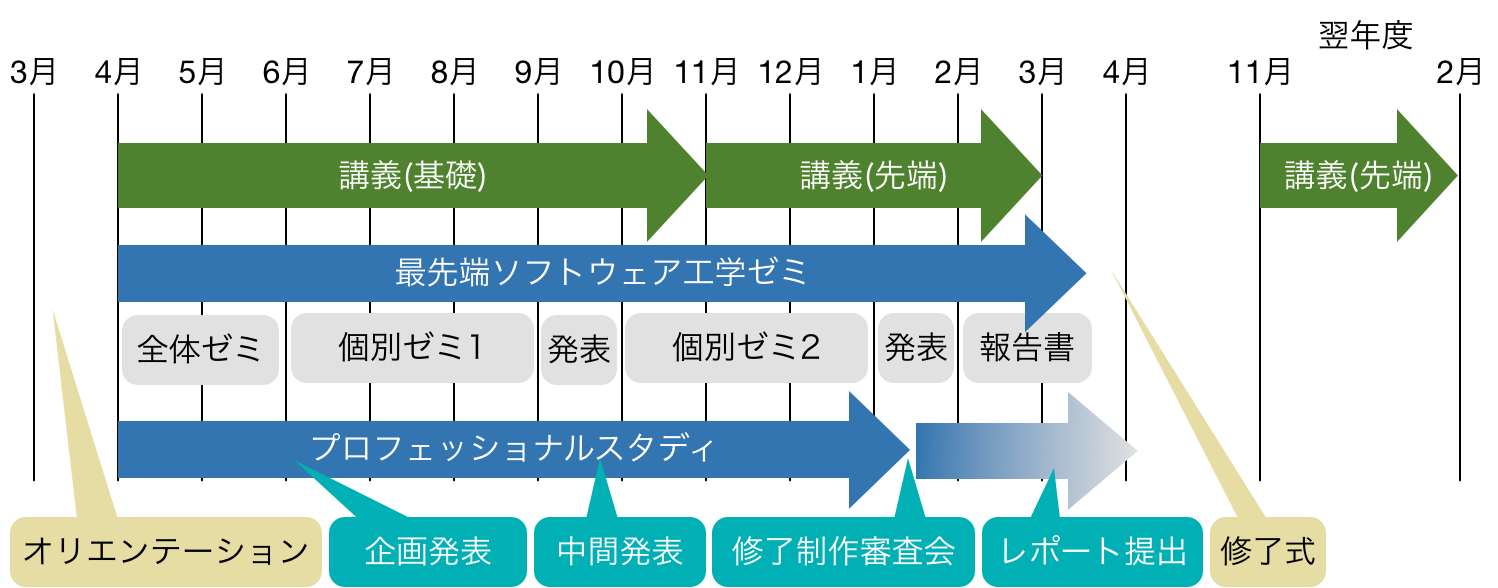 翌年度
3月 4月 5月 6月 7月 8月 9月 10月 11月 12月 1月 2月 3月 4月 11月 2月
講義(基礎) 講義(先端) 講義(先端)
最先端ソフトウェア工学ゼミ
全体ゼミ 個別ゼミ1 発表 個別ゼミ2 発表 報告書
プロフェッショナルスタディ
オリエンテーション 企画発表 中間発表 修了制作審査会 レポート提出 修了式